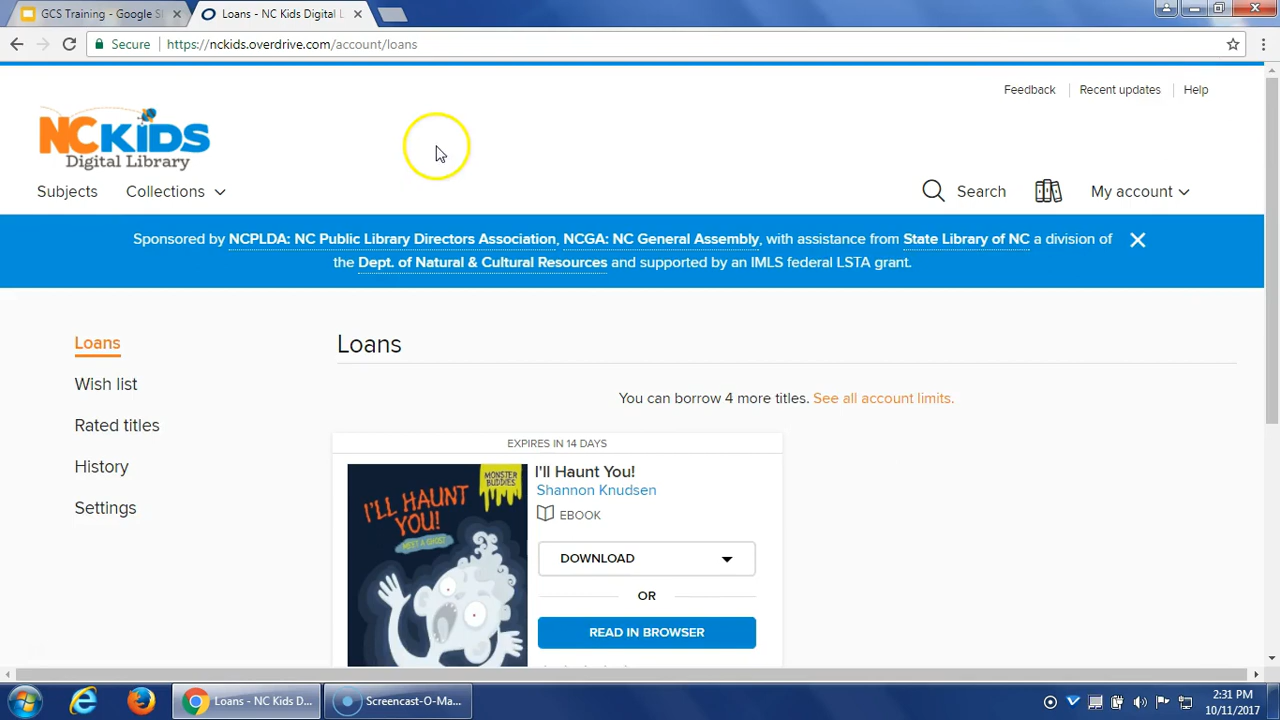 GCS Training - Google Sl
Loans - NC Kids Digital L
Secure
https://nckids.overdrive.com/account/loans
Feedback
Recent updates
Help
NCKIDS
Digital Library
Subjects
Collections
Search
My account
Sponsored by NCPLDA: NC Public Library Directors Association, NCGA: NC General Assembly, with assistance from State Library of NC a division of
the Dept. of Natural & Cultural Resources and supported by an IMLS federal LSTA grant.
Loans
Wish list
Rated titles
History
Settings
Loans
You can borrow 4 more titles. See all account limits.
EXPIRES IN 14 DAYS
MONSTER
BUDDIES
I'LL HAUNT
YOU!
MEET A GHOST
I'll Haunt You!
Shannon Knudsen
EBOOK
DOWNLOAD
OR
READ IN BROWSER
Loans - NC Kids D...
Screencast-O-Ma...
2:31 PM
10/11/2017